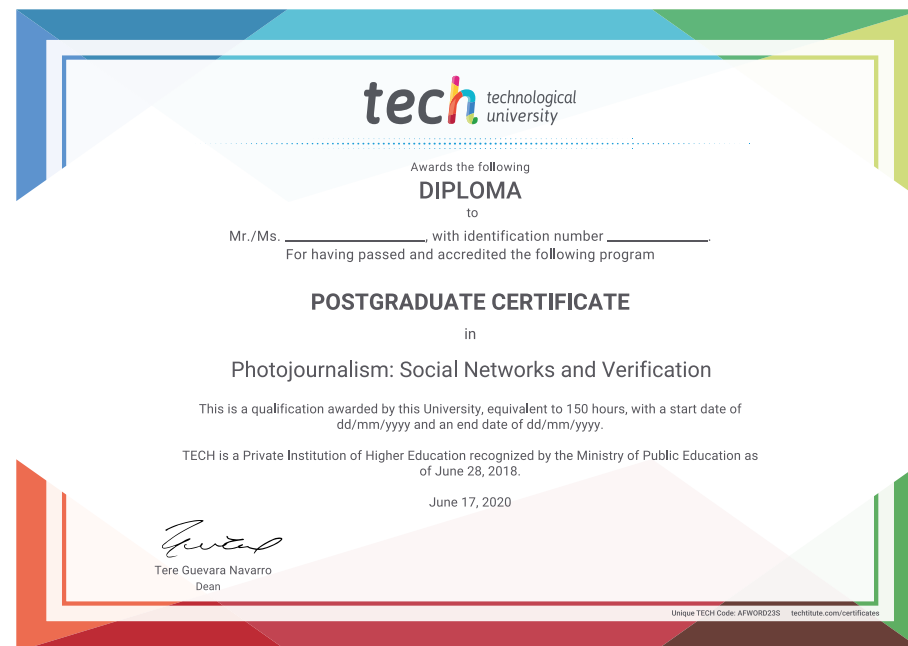 tech technological
university
Awards the following
DIPLOMA
to
Mr./Ms. ____________, with identification number ____________.
For having passed and accredited the following program
POSTGRADUATE CERTIFICATE
in
Photojournalism: Social Networks and Verification
This is a qualification awarded by this University, equivalent to 150 hours, with a start date of
dd/mm/yyyy and an end date of dd/mm/yyyy.
TECH is a Private Institution of Higher Education recognized by the Ministry of Public Education as
of June 28, 2018.
June 17, 2020
Tere Guevara Navarro
Dean
Unique TECH Code: AFWORD23S techtitute.com/certificates